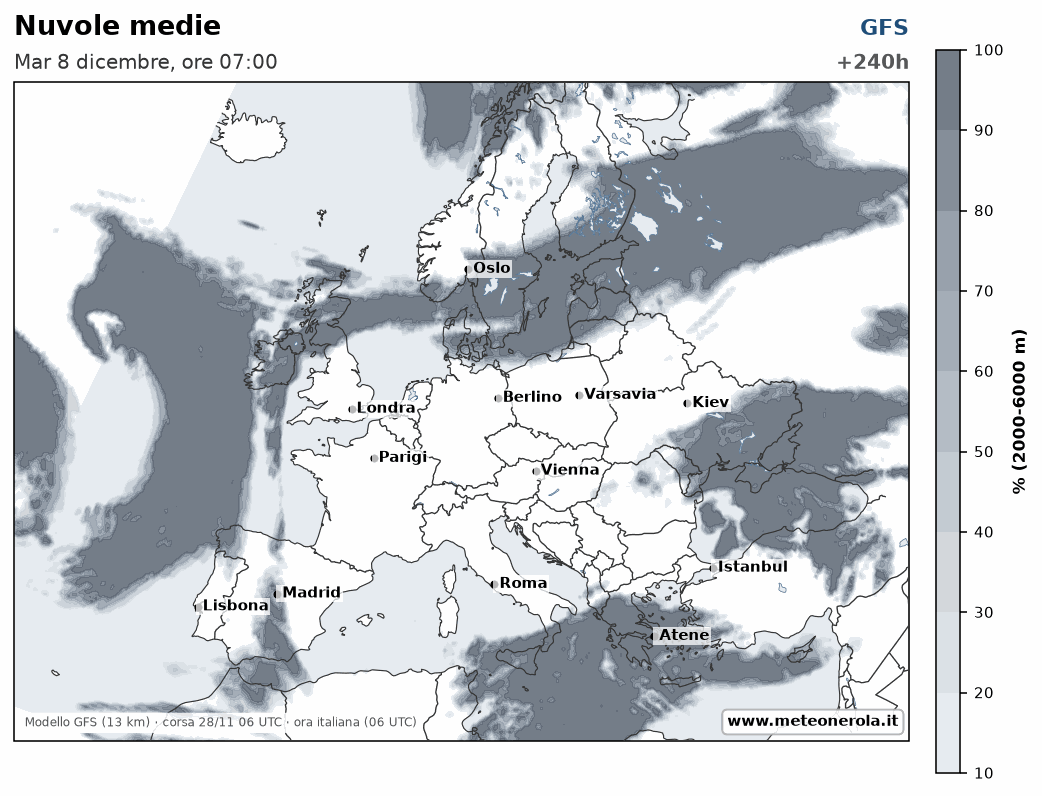 Nuvole medie
GFS
Mar 8 dicembre, ore 07:00
+240h
100
90
80
70
60
50
40
30
20
10
% (2000-6000 m)
Oslo
Berlino
Varsavia
Kiev
Londra
Parigi
Vienna
Istanbul
Roma
Madrid
Lisbona
Atene
Modello GFS (13 km) · corsa 28/11 06 UTC · ora italiana (06 UTC)
www.meteonerola.it